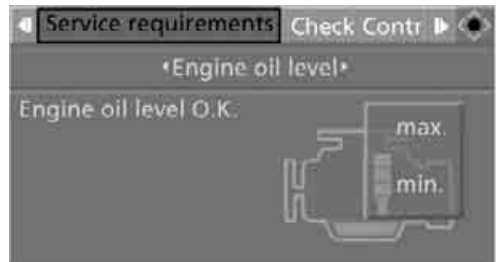 Service requirements Check Contr
Engine oil level
Engine oil level O.K.
max.
min.